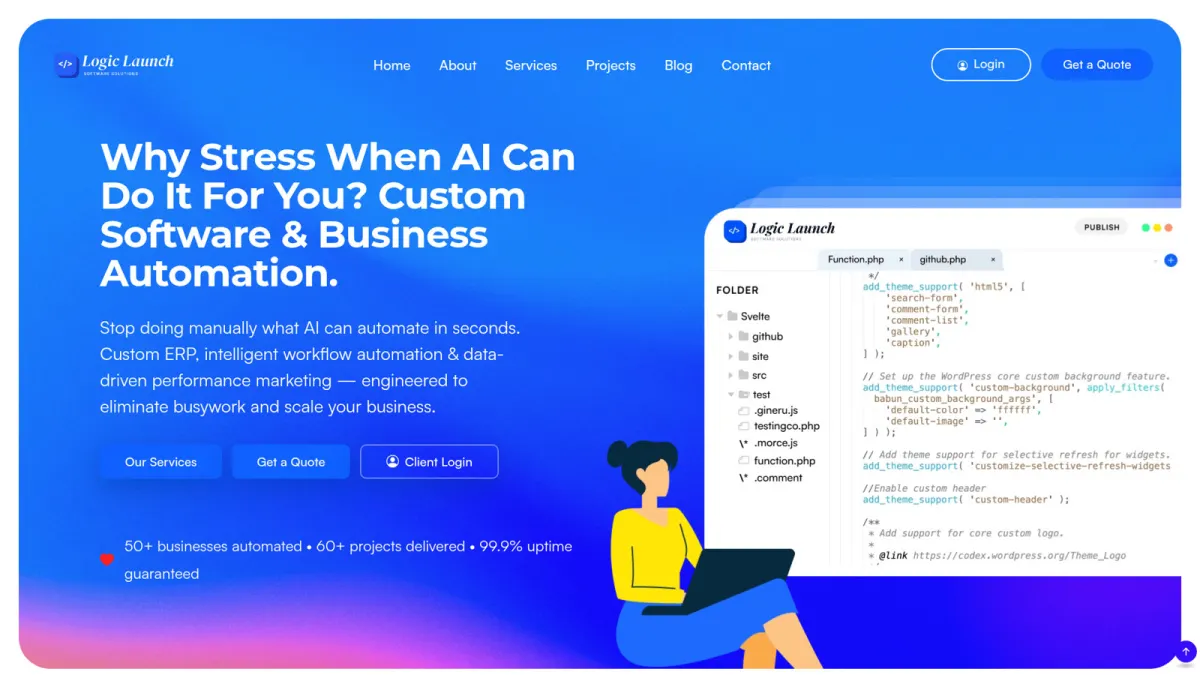 Logic Launch
SOFTWARE SOLUTIONS
Home About Services Projects Blog Contact
Login
Get a Quote
Why Stress When AI Can
Do It For You? Custom
Software & Business
Automation.
Stop doing manually what AI can automate in seconds.
Custom ERP, intelligent workflow automation & data-
driven performance marketing — engineered to
eliminate busywork and scale your business.
Our Services
Get a Quote
Client Login
50+ businesses automated • 60+ projects delivered • 99.9% uptime
guaranteed
Logic Launch
SOFTWARE SOLUTIONS
PUBLISH
Function.php ×
github.php ×
FOLDER
Svelte
github
site
src
test
.gineru.js
testingco.php
\* .morce.js
function.php
\* .comment
*/
add_theme_support( 'html5', [
'search-form',
'comment-form',
'comment-list',
'gallery',
'caption',
] );
// Set up the WordPress core custom background feature.
add_theme_support( 'custom-background', apply_filters(
babun_custom_background_args', [
'default-color' => 'ffffff',
'default-image' => '',
] ) );
// Add theme support for selective refresh for widgets.
add_theme_support( 'customize-selective-refresh-widgets
//Enable custom header
add_theme_support( 'custom-header' );
/**
* Add support for core custom logo.
*
* @link https://codex.wordpress.org/Theme_Logo